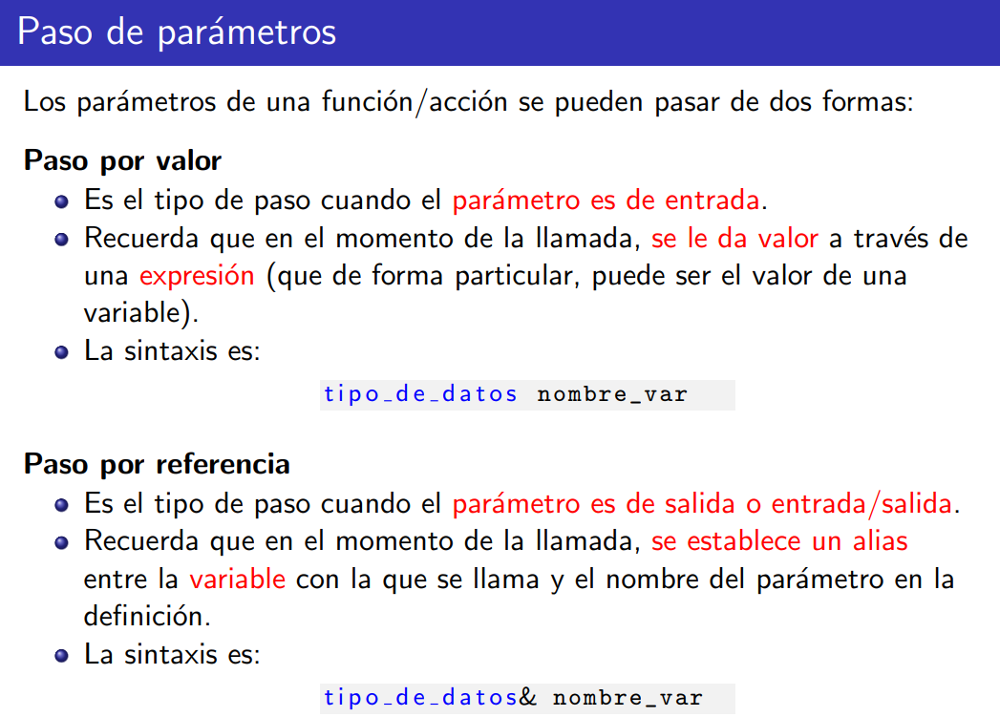 Paso de parámetros
Los parámetros de una función/acción se pueden pasar de dos formas:
Paso por valor
Es el tipo de paso cuando el parámetro es de entrada.
Recuerda que en el momento de la llamada, se le da valor a través de
una expresión (que de forma particular, puede ser el valor de una
variable).
La sintaxis es:
tipo_de_datos nombre_var
Paso por referencia
Es el tipo de paso cuando el parámetro es de salida o entrada/salida.
Recuerda que en el momento de la llamada, se establece un alias
entre la variable con la que se llama y el nombre del parámetro en la
definición.
La sintaxis es:
tipo_de_datos& nombre_var